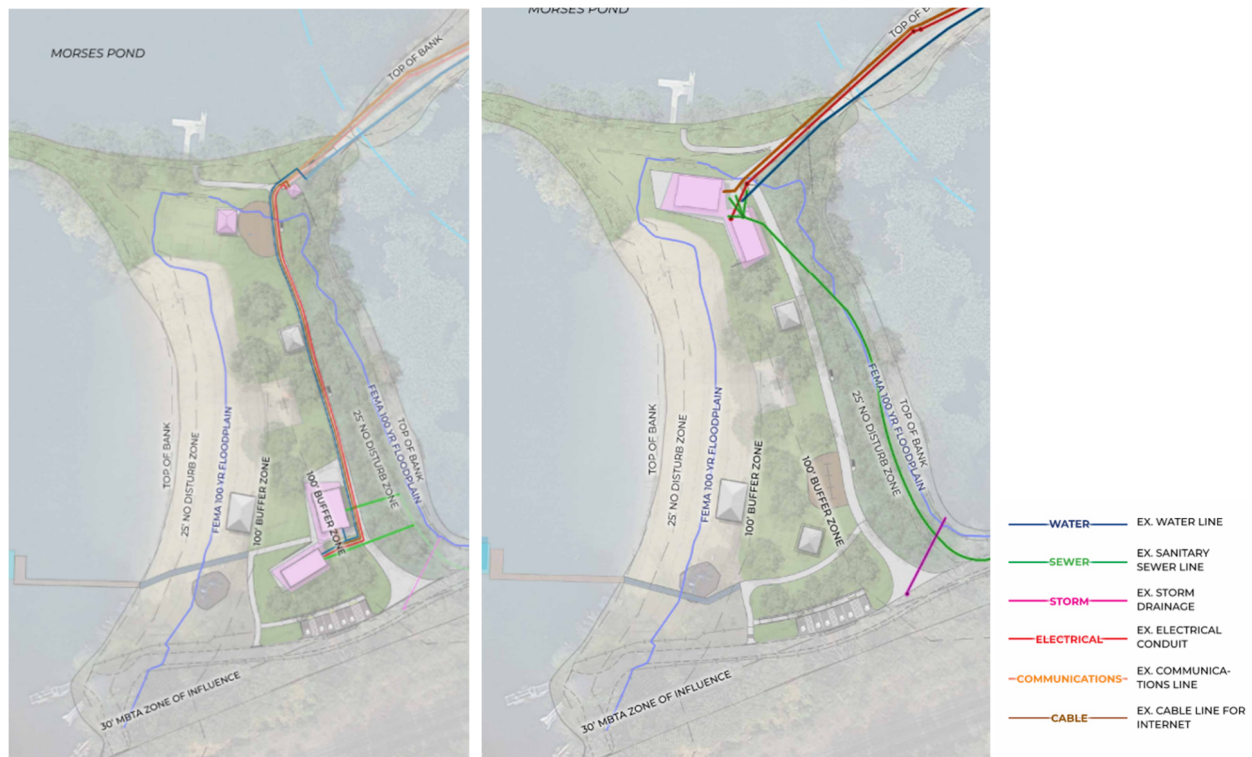 MORSES POND
TOP OF BANK
FEMA 100 YR FLOODPLAIN
TOP OF BANK
25' NO DISTURB ZONE
TOP OF BANK
25' NO DISTURB ZONE
FEMA 100 YR FLOODPLAIN
100' BUFFER ZONE
100' BUFFER ZONE
30' MBTA ZONE OF INFLUENCE
MORSES POND
TOP OF B
FEMA 100 YR FLOODPLAIN
TOP OF BANK
25' NO DISTURB ZONE
TOP OF BANK
25' NO DISTURB ZONE
FEMA 100 YR FLOODPLAIN
100' BUFFER ZONE
100' BUFFER ZONE
30' MBTA ZONE OF INFLUENCE
WATER
EX. WATER LINE
SEWER
EX. SANITARY
SEWER LINE
STORM
EX. STORM
DRAINAGE
ELECTRICAL
EX. ELECTRICAL
CONDUIT
COMMUNICATIONS
EX. COMMUNICA-
TIONS LINE
CABLE
EX. CABLE LINE FOR
INTERNET